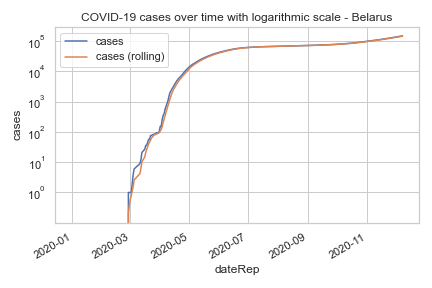 COVID-19 cases over time with logarithmic scale - Belarus
cases
cases (rolling)
10^5
10^4
10^3
10^2
10^1
10^0
cases
2020-01
2020-03
2020-05
2020-07
2020-09
2020-11
dateRep